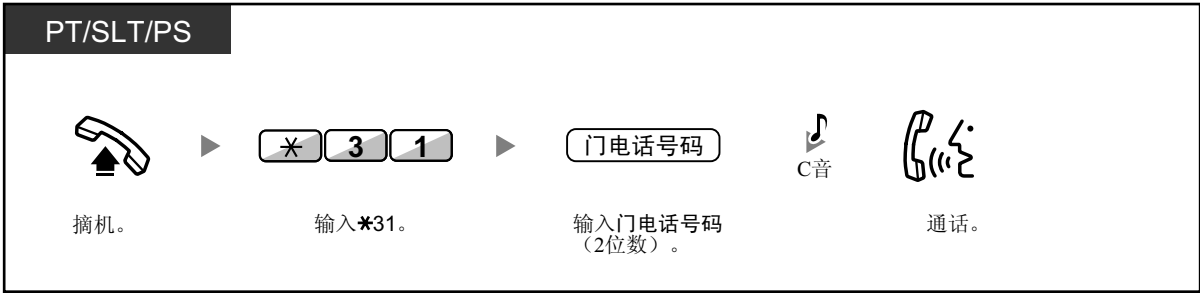 PT/SLT/PS
* 3 1
门电话号码
C音
摘机。
输入*31。
输入门电话号码
（2位数）。
通话。